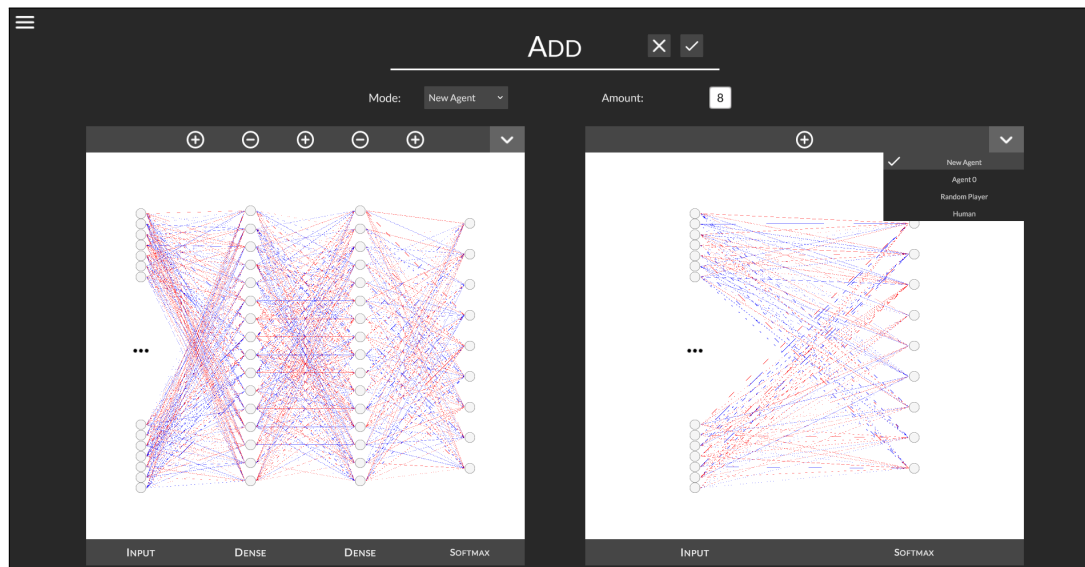 ADD
Mode: New Agent Amount: 8
New Agent
Agent 0
Random Player
Human
...
...
INPUT DENSE DENSE SOFTMAX
INPUT SOFTMAX